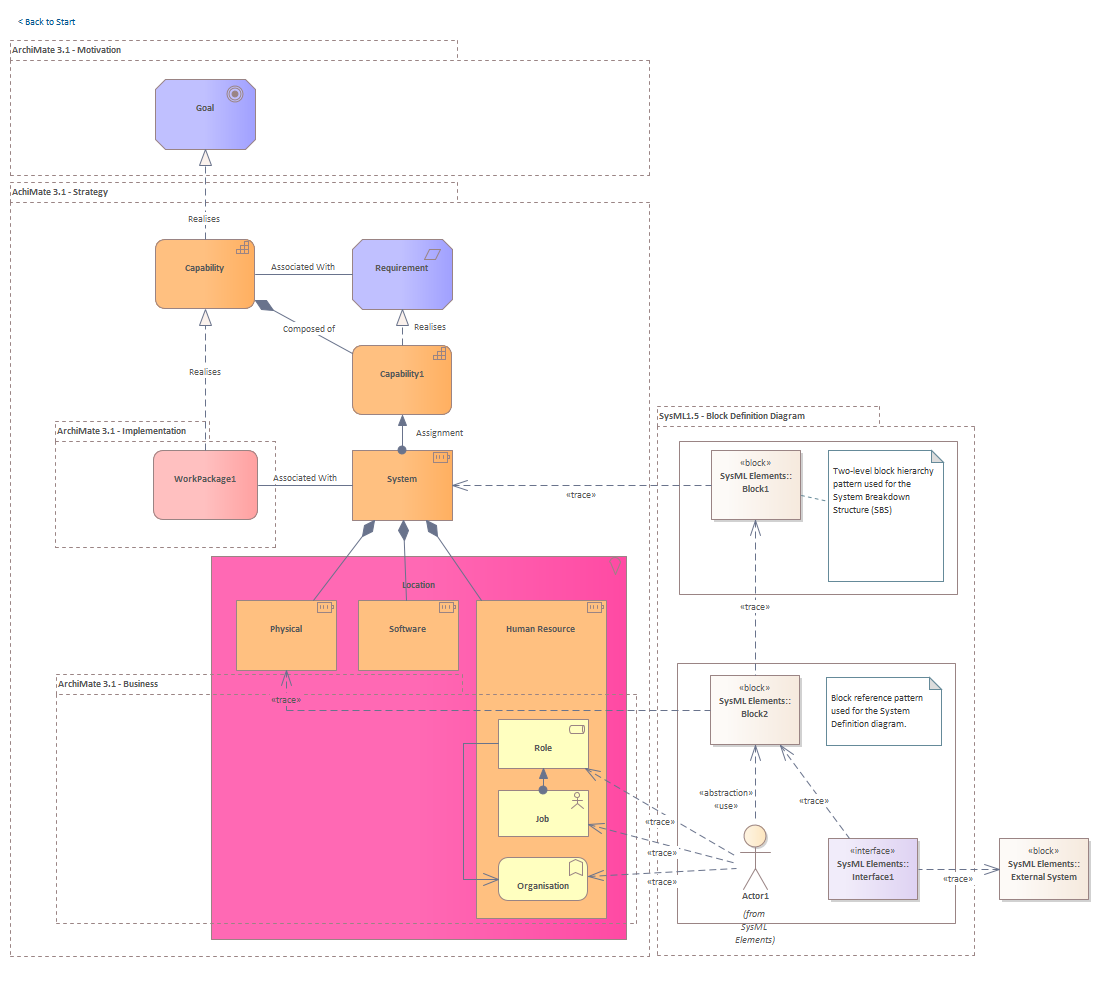 < Back to Start
ArchiMate 3.1 - Motivation
Goal
AchiMate 3.1 - Strategy
Realises
Capability
Associated With
Requirement
Composed of
Realises
Realises
Capability1
Assignment
ArchiMate 3.1 - Implementation
WorkPackage1
Associated With
System
SysML1.5 - Block Definition Diagram
«block»
SysML Elements::
Block1
Two-level block hierarchy
pattern used for the
System Breakdown
Structure (SBS)
«trace»
Location
Physical
Software
Human Resource
«trace»
ArchiMate 3.1 - Business
«trace»
«block»
SysML Elements::
Block2
Block reference pattern
used for the System
Definition diagram.
Role
Job
Organisation
«trace»
«trace»
«trace»
«abstraction»
«use»
«trace»
Actor1
(from
SysML
Elements)
«interface»
SysML Elements::
Interface1
«trace»
«block»
SysML Elements::
External System